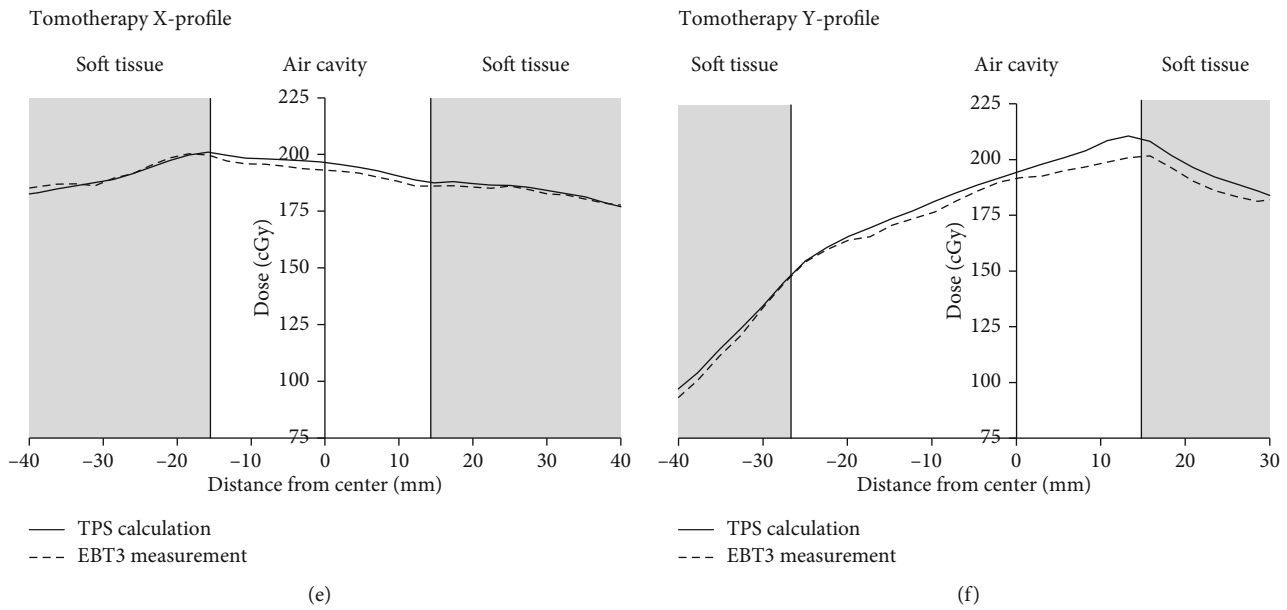 Tomotherapy X-profile
Soft tissue
Air cavity
Soft tissue
225
200
175
150
125
100
75
Dose (cGy)
–40
–30
–20
–10
0
10
20
30
40
Distance from center (mm)
TPS calculation
EBT3 measurement
(e)
Tomotherapy Y-profile
Soft tissue
Air cavity
Soft tissue
225
200
175
150
125
100
75
Dose (cGy)
–40
–30
–20
–10
0
10
20
30
Distance from center (mm)
TPS calculation
EBT3 measurement
(f)